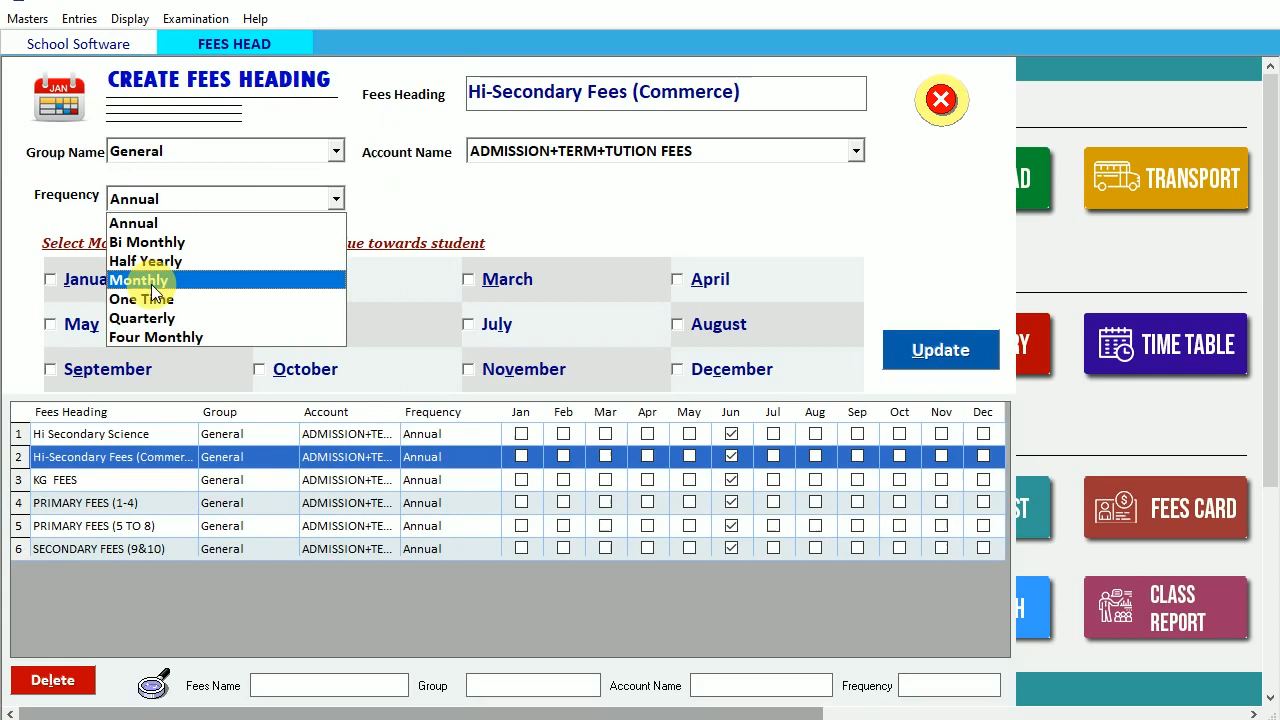 Masters Entries Display Examination Help
School Software FEES HEAD
JAN CREATE FEES HEADING
Fees Heading Hi-Secondary Fees (Commerce)
Group Name General Account Name ADMISSION+TERM+TUTION FEES
TRANSPORT
Frequency Annual
Annual
Bi Monthly
Half Yearly
Monthly
One Time
Quarterly
Four Monthly
Select towards student
March April
May July August
September October November December
Update
TIME TABLE
Fees Heading Group Account Frequency Jan Feb Mar Apr May Jun Jul Aug Sep Oct Nov Dec
1 Hi Secondary Science General ADMISSION+TE... Annual
2 Hi-Secondary Fees (Commer... General ADMISSION+TE... Annual
3 KG FEES General ADMISSION+TE... Annual
4 PRIMARY FEES (1-4) General ADMISSION+TE... Annual
5 PRIMARY FEES (5 TO 8) General ADMISSION+TE... Annual
6 SECONDARY FEES (9&10) General ADMISSION+TE... Annual
FEES CARD
CLASS
REPORT
Delete Fees Name Group Account Name Frequency